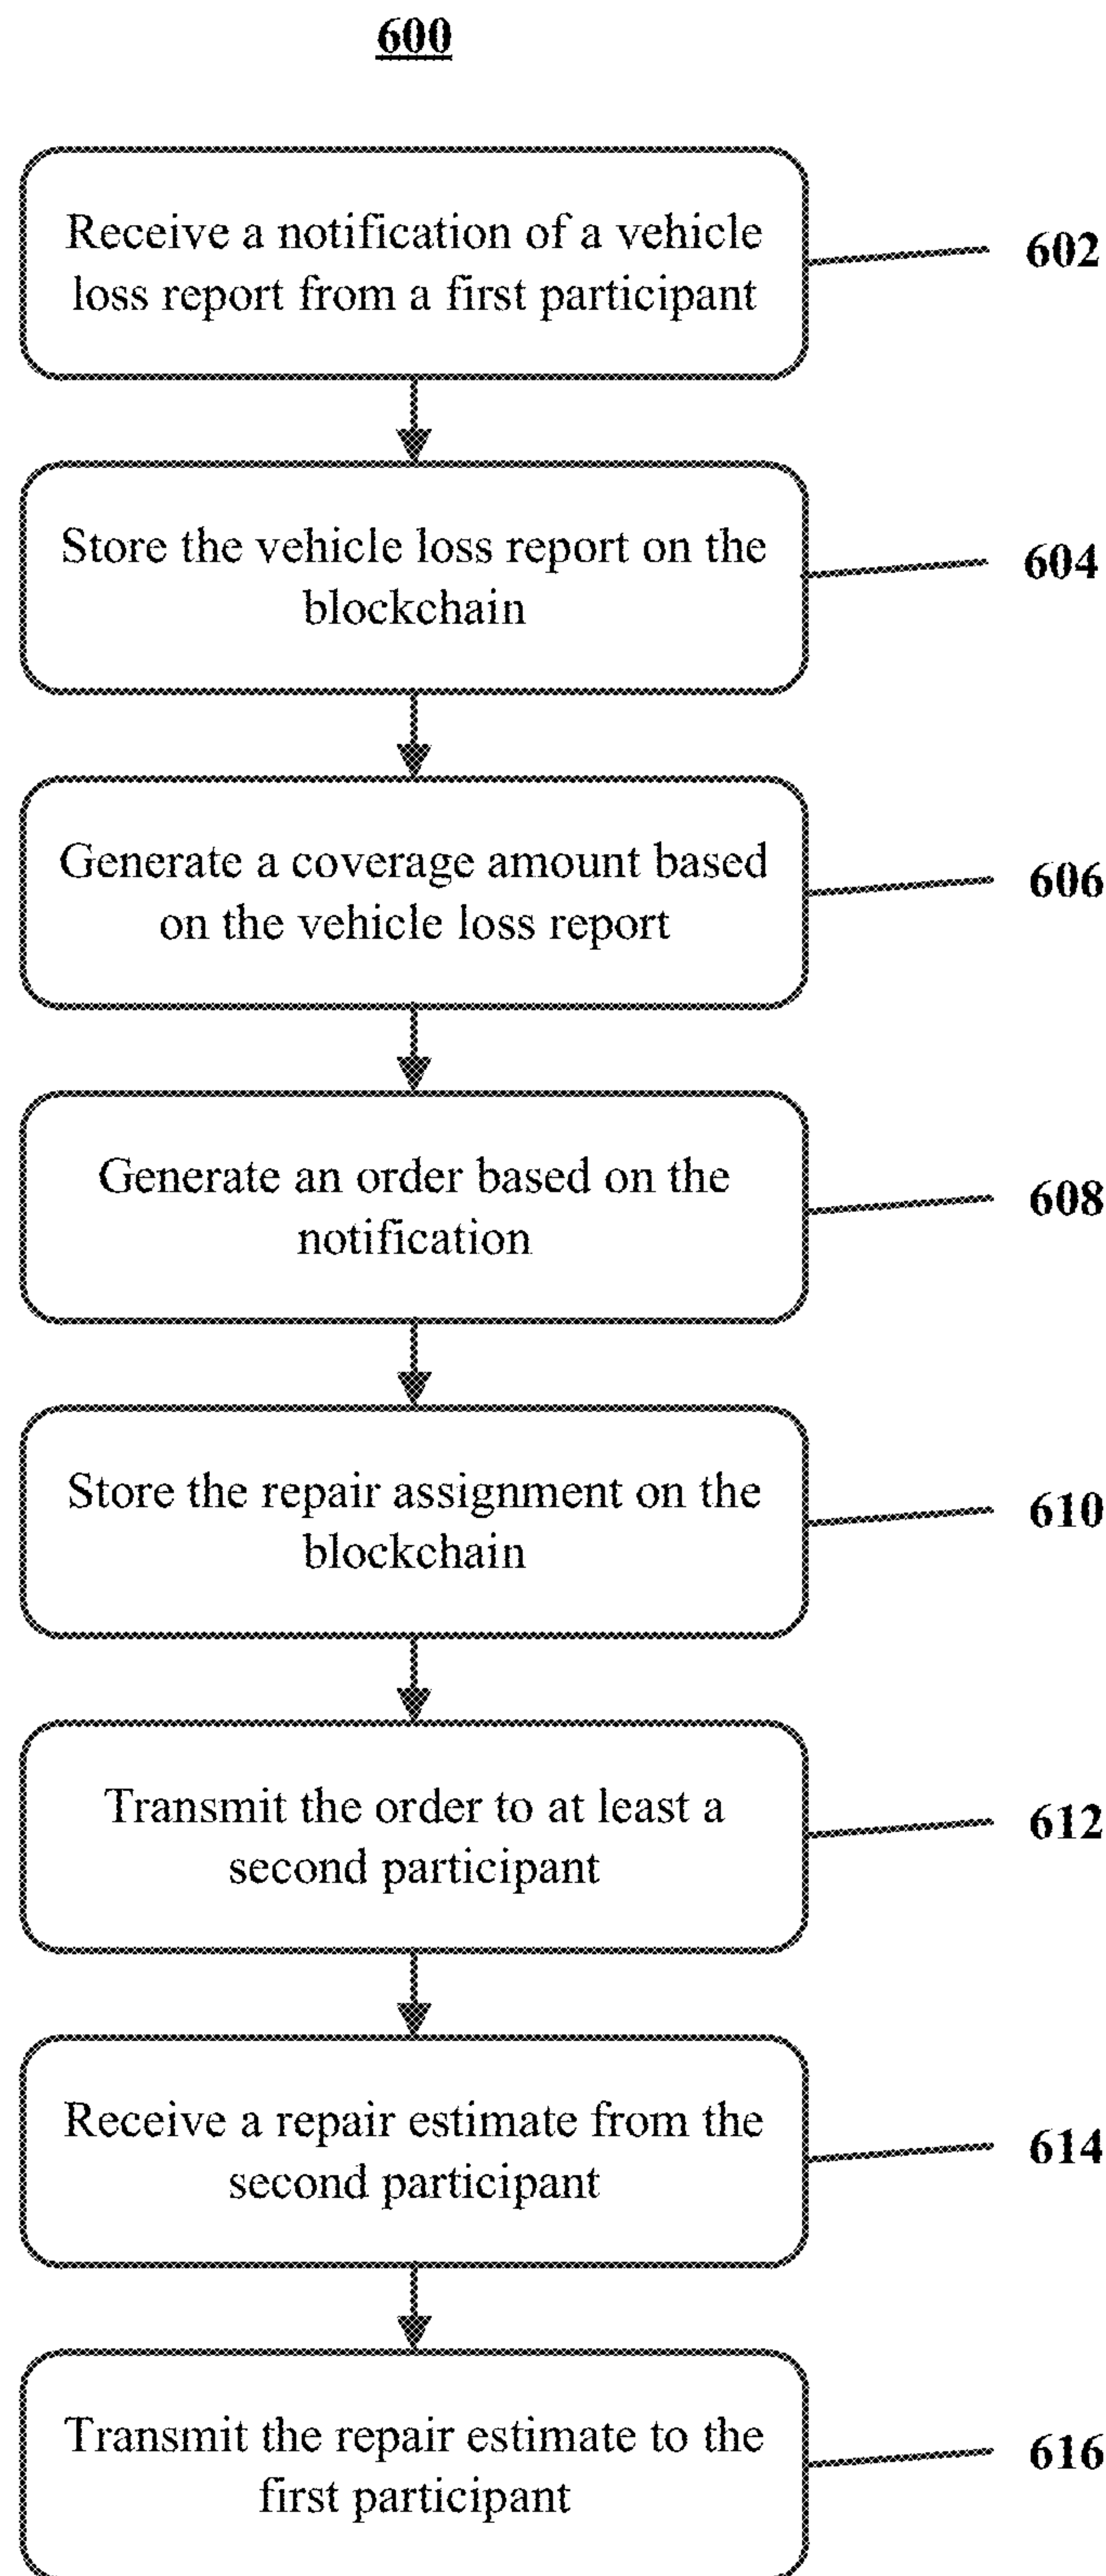 600
Receive a notification of a vehicle
loss report from a first participant
602
Store the vehicle loss report on the
blockchain
604
Generate a coverage amount based
on the vehicle loss report
606
Generate an order based on the
notification
608
Store the repair assignment on the
blockchain
610
Transmit the order to at least a
second participant
612
Receive a repair estimate from the
second participant
614
Transmit the repair estimate to the
first participant
616